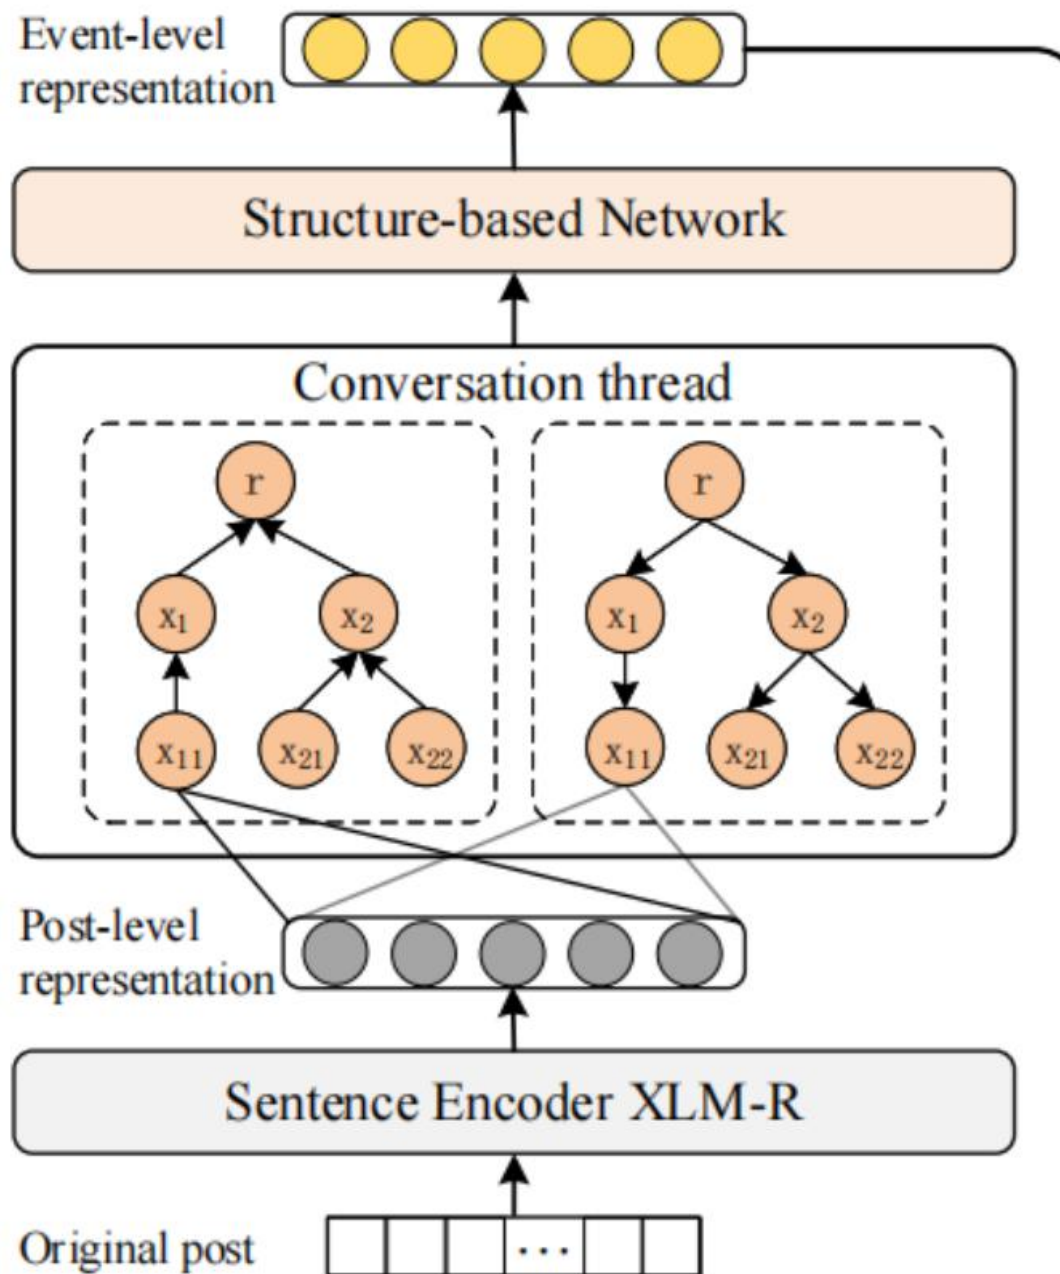 Event-level
representation
Structure-based Network
Conversation thread
r
r
x₁
x₂
x₁
x₂
x₁₁
x₂₁
x₂₂
x₁₁
x₂₁
x₂₂
Post-level
representation
Sentence Encoder XLM-R
Original post
...